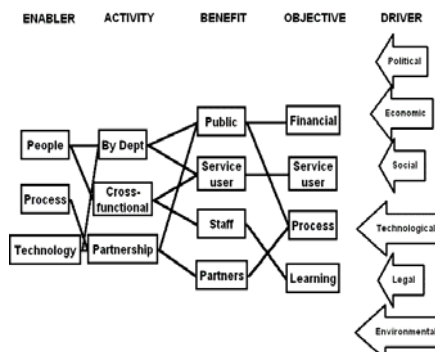 ENABLER ACTIVITY BENEFIT OBJECTIVE DRIVER
Political
Public Financial Economic
People By Dept
Service
user
Service
user
Social
Process Cross-
functional
Staff Process Technological
Technology Partnership
Partners Learning Legal
Environmental